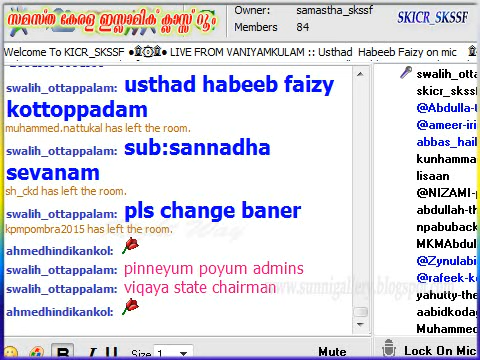 സമസ്ത കേരള ഇസ്ലാമിക് ക്ലാസ് റൂം
Owner: samastha_skssf
Members 84
SKICR_SKSSF
Welcome To KICR_SKSSF ●۩۞۩● LIVE FROM VANIYAMKULAM :: Usthad Habeeb Faizy on mic
swalih_ottappalam: usthad habeeb faizy
kottoppadam
muhammed.nattukal has left the room.
swalih_ottappalam: sub:sannadha
sevanam
sh_ckd has left the room.
swalih_ottappalam: pls change baner
kpmpombra2015 has left the room.
ahmedhindikankol:
swalih_ottappalam: pinneyum poyum admins
swalih_ottappalam: viqaya state chairman
ahmedhindikankol:
B I U Size 1 Mute
swalih_otta
skicr_skss
@Abdulla-t
@ameer-iri
abbas_hail
kunhamma
lisaan
@NIZAMI-p
abdullah-th
npabuback
MKMAbdul
@Zynulabi
@rafeek-k
yahutty-the
aabidkodag
Muhammed
Lock On Mic
www.sunnigallery.blogspot